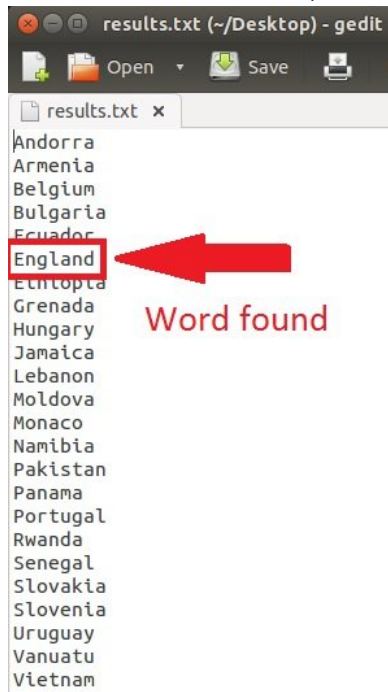 results.txt (~/Desktop) - gedit
Open Save
results.txt ×
Andorra
Armenia
Belgium
Bulgaria
Ecuador
England
Ethiopia
Grenada
Word found
Hungary
Jamaica
Lebanon
Moldova
Monaco
Namibia
Pakistan
Panama
Portugal
Rwanda
Senegal
Slovakia
Slovenia
Uruguay
Vanuatu
Vietnam